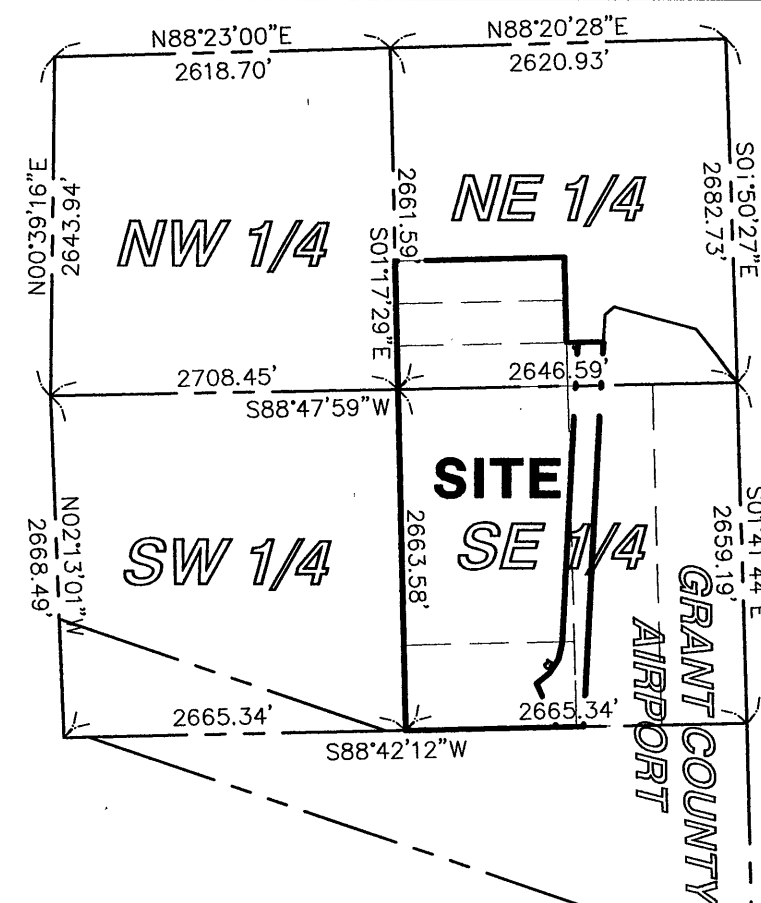 N88°23'00"E
2618.70'
N88°20'28"E
2620.93'
N00°39'16"E
2643.94'
NW 1/4
2661.59'
S01°17'29"E
NE 1/4
S01°50'27"E
2682.73'
2708.45'
S88°47'59"W
2646.59'
SITE
N02°13'01"W
2668.49'
SW 1/4
2663.58'
SE 1/4
S01°41'44"E
2659.19'
GRANT COUNTY
AIRPORT
2665.34'
S88°42'12"W
2665.34'